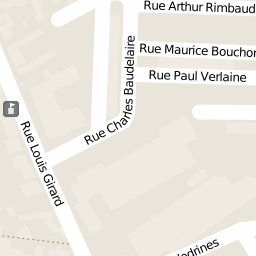 Rue Arthur Rimbaud
Rue Maurice Bouchor
Rue Paul Verlaine
Rue Charles Baudelaire
Rue Louis Girard